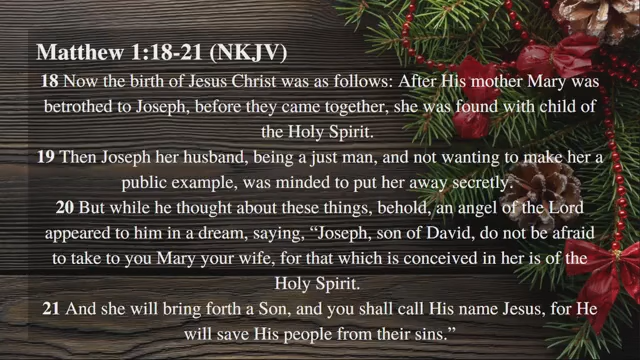 Matthew 1:18-21 (NKJV)
18 Now the birth of Jesus Christ was as follows: After His mother Mary was
betrothed to Joseph, before they came together, she was found with child of
the Holy Spirit.
19 Then Joseph her husband, being a just man, and not wanting to make her a
public example, was minded to put her away secretly.
20 But while he thought about these things, behold, an angel of the Lord
appeared to him in a dream, saying, “Joseph, son of David, do not be afraid
to take to you Mary your wife, for that which is conceived in her is of the
Holy Spirit.
21 And she will bring forth a Son, and you shall call His name Jesus, for He
will save His people from their sins.”